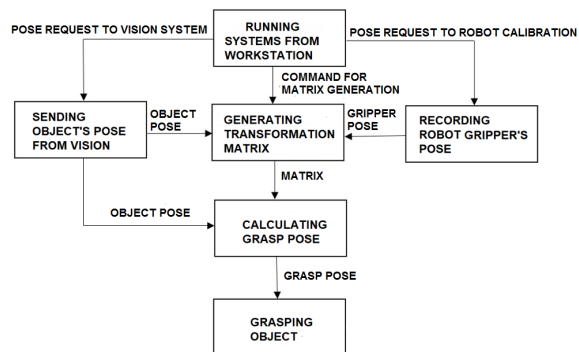 POSE REQUEST TO VISION SYSTEM
RUNNING
SYSTEMS FROM
WORKSTATION
POSE REQUEST TO ROBOT CALIBRATION
COMMAND FOR
MATRIX GENERATION
SENDING
OBJECT'S POSE
FROM VISION
OBJECT
POSE
GENERATING
TRANSFORMATION
MATRIX
GRIPPER
POSE
RECORDING
ROBOT GRIPPER'S
POSE
MATRIX
OBJECT POSE
CALCULATING
GRASP POSE
GRASP POSE
GRASPING
OBJECT